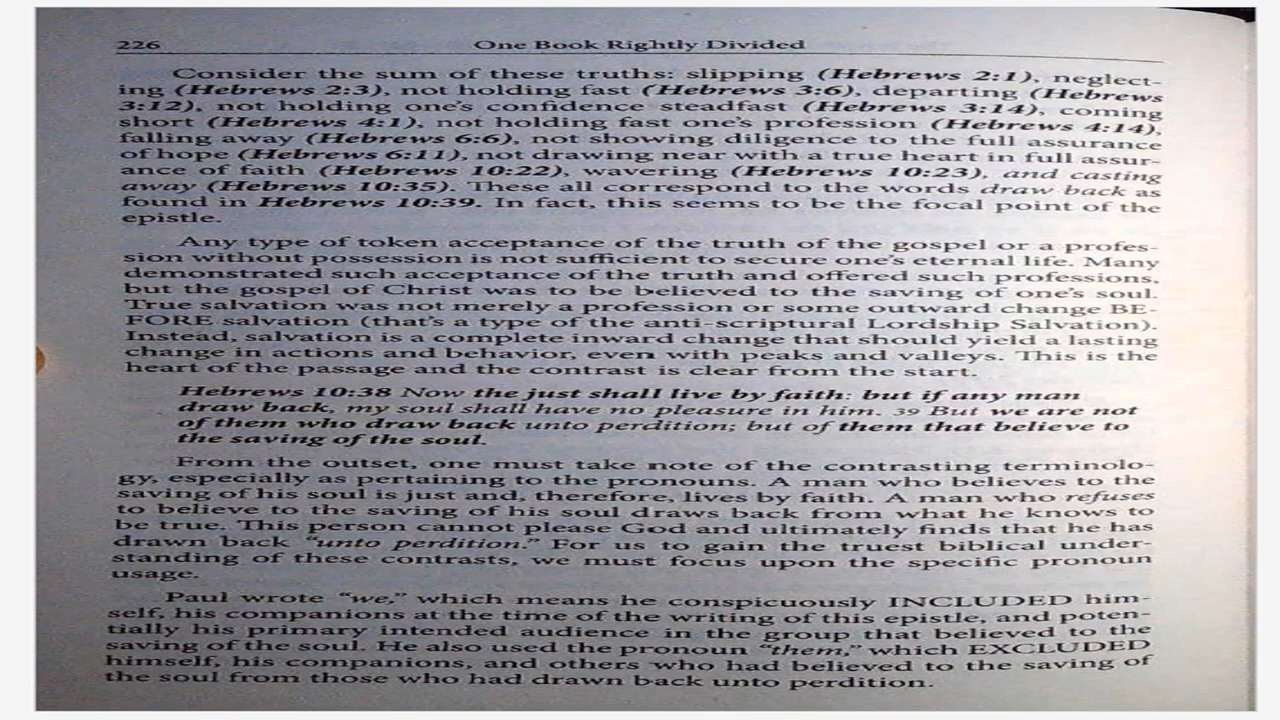 226
One Book Rightly Divided
Consider the sum of these truths: slipping (Hebrews 2:1), neglect-
ing (Hebrews 2:3), not holding fast (Hebrews 3:6), departing (Hebrews
3:12), not holding one's confidence steadfast (Hebrews 3:14), coming
short (Hebrews 4:1), not holding fast one's profession (Hebrews 4:14),
falling away (Hebrews 6:6), not showing diligence to the full assurance
of hope (Hebrews 6:11), not drawing near with a true heart in full assur-
ance of faith (Hebrews 10:22), wavering (Hebrews 10:23), and casting
away (Hebrews 10:35). These all correspond to the words draw back as
found in Hebrews 10:39. In fact, this seems to be the focal point of the
epistle.
Any type of token acceptance of the truth of the gospel or a profes-
sion without possession is not sufficient to secure one's eternal life. Many
demonstrated such acceptance of the truth and offered such professions,
but the gospel of Christ was to be believed to the saving of one's soul.
True salvation was not merely a profession or some outward change BE-
FORE salvation (that's a type of the anti-scriptural Lordship Salvation).
Instead, salvation is a complete inward change that should yield a lasting
change in actions and behavior, even with peaks and valleys. This is the
heart of the passage and the contrast is clear from the start.
Hebrews 10:38 Now the just shall live by faith: but if any man
draw back, my soul shall have no pleasure in him. 39 But we are not
of them who draw back unto perdition; but of them that believe to
the saving of the soul.
From the outset, one must take note of the contrasting terminolo-
gy, especially as pertaining to the pronouns. A man who believes to the
saving of his soul is just and, therefore, lives by faith. A man who refuses
to believe to the saving of his soul draws back from what he knows to
be true. This person cannot please God and ultimately finds that he has
drawn back "unto perdition." For us to gain the truest biblical under-
standing of these contrasts, we must focus upon the specific pronoun
usage.
Paul wrote "we," which means he conspicuously INCLUDED him-
self, his companions at the time of the writing of this epistle, and poten-
tially his primary intended audience in the group that believed to the
saving of the soul. He also used the pronoun "them," which EXCLUDED
himself, his companions, and others who had believed to the saving of
the soul from those who had drawn back unto perdition.